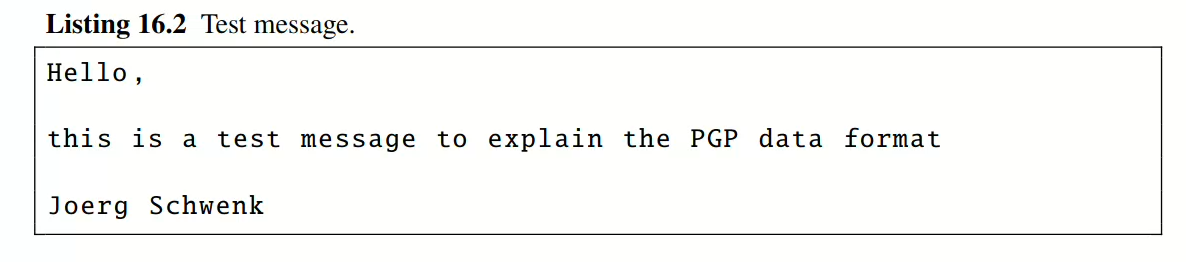 Listing 16.2 Test message.
Hello,
this is a test message to explain the PGP data format
Joerg Schwenk